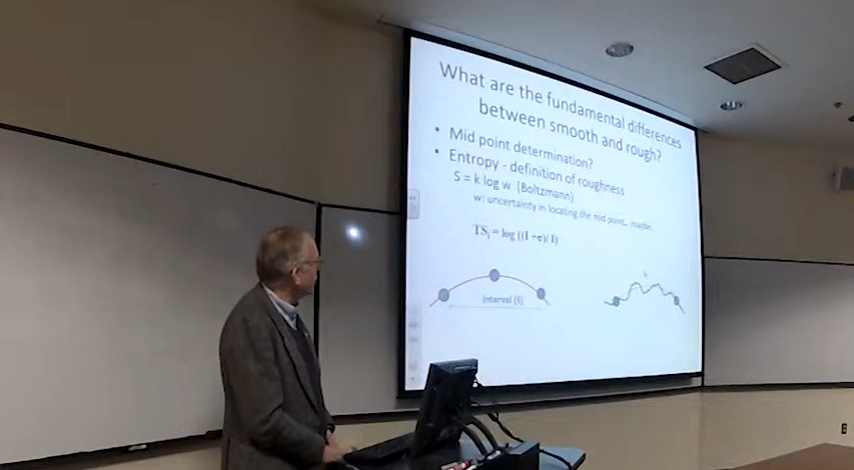 What are the fundamental differences
between smooth and rough?
• Mid point determination?
• Entropy - definition of roughness
S = k log w (Boltzmann)
w: uncertainty in locating the mid point... maybe
TSj = log ((I +σ)/ I)
Interval (I)